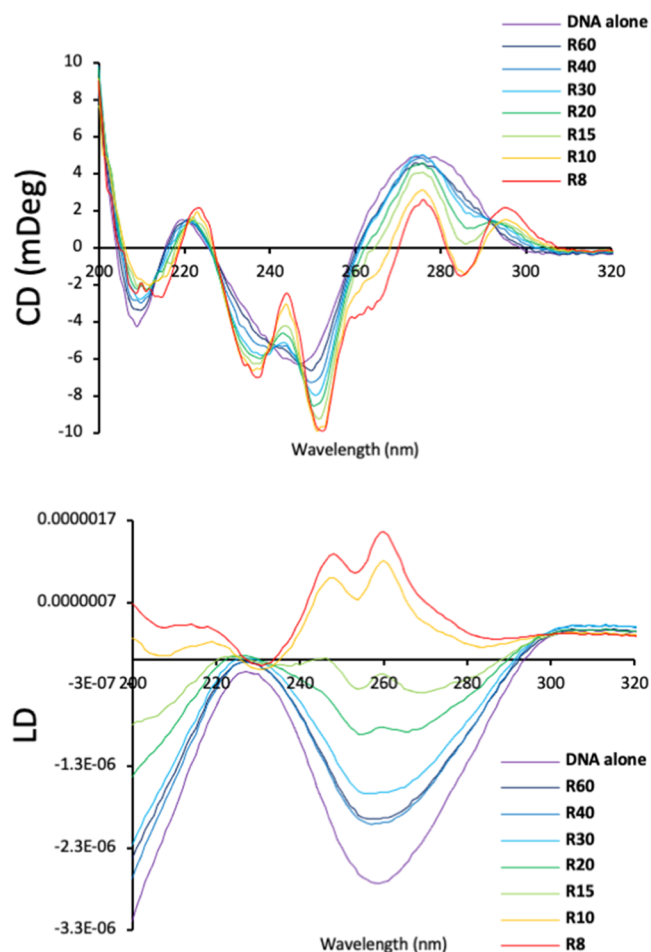 DNA alone
R60
R40
R30
R20
R15
R10
R8
10
8
6
4
2
0
-2
-4
-6
-8
-10
200 220 240 260 280 300 320
CD (mDeg)
Wavelength (nm)
0.0000017
0.0000007
-3E-07
-1.3E-06
-2.3E-06
-3.3E-06
200 220 240 260 280 300 320
LD
DNA alone
R60
R40
R30
R20
R15
R10
R8
Wavelength (nm)